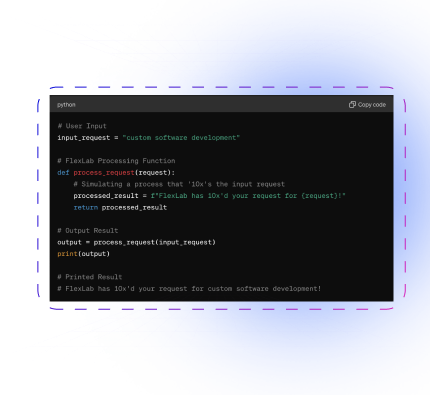 python
Copy code
# User Input
input_request = "custom software development"
# FlexLab Processing Function
def process_request(request):
# Simulating a process that '10x's the input request
processed_result = f"FlexLab has 10x'd your request for {request}!"
return processed_result
# Output Result
output = process_request(input_request)
print(output)
# Printed Result
# FlexLab has 10x'd your request for custom software development!